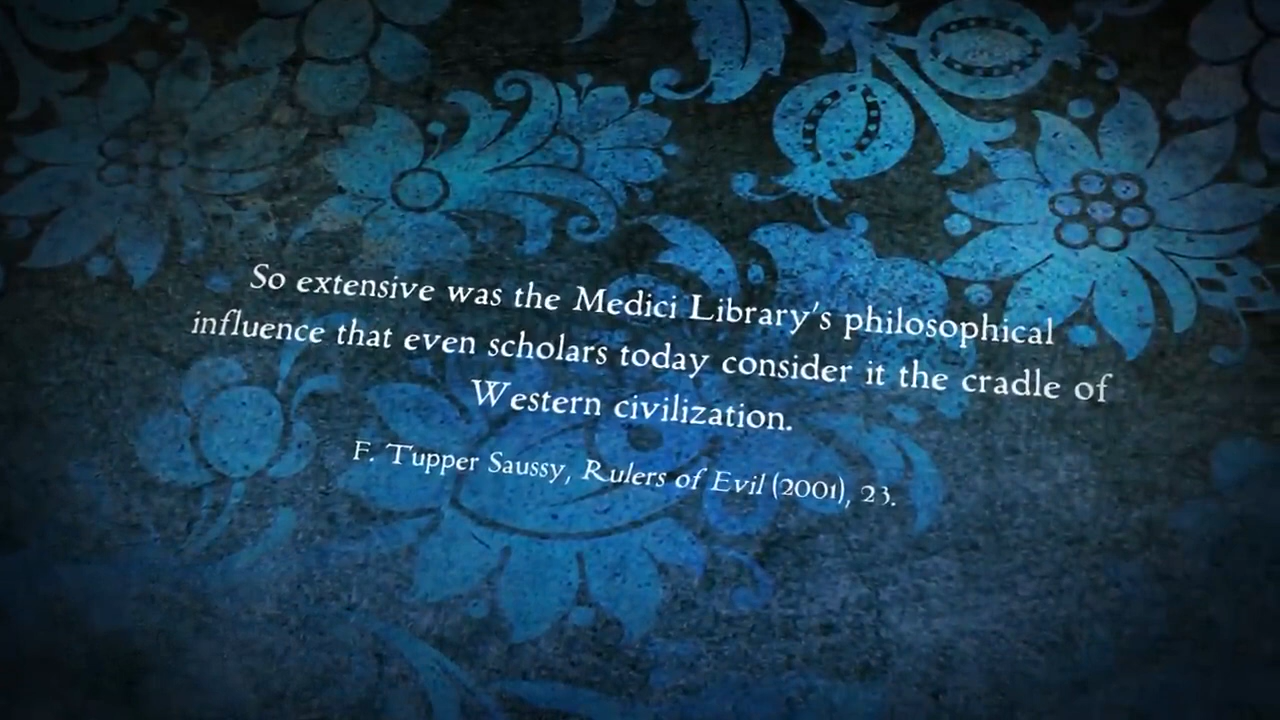 So extensive was the Medici Library's philosophical
influence that even scholars today consider it the cradle of
Western civilization.
F. Tupper Saussy, Rulers of Evil (2001), 23.